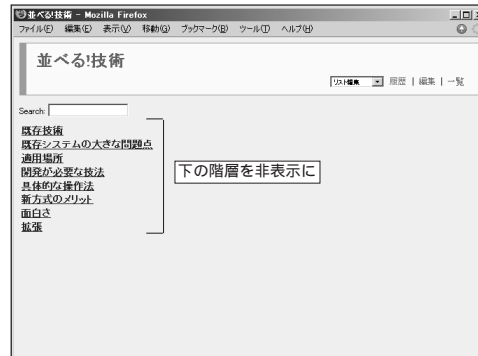 並べる!技術 - Mozilla Firefox
ファイル(F) 編集(E) 表示(V) 移動(G) ブックマーク(B) ツール(T) ヘルプ(H)
並べる!技術
リスト編集 履歴 | 編集 | 一覧
Search:
既存技術
既存システムの大きな問題点
適用場所
開発が必要な技法
具体的な操作法
新方式のメリット
面白さ
拡張
下の階層を非表示に